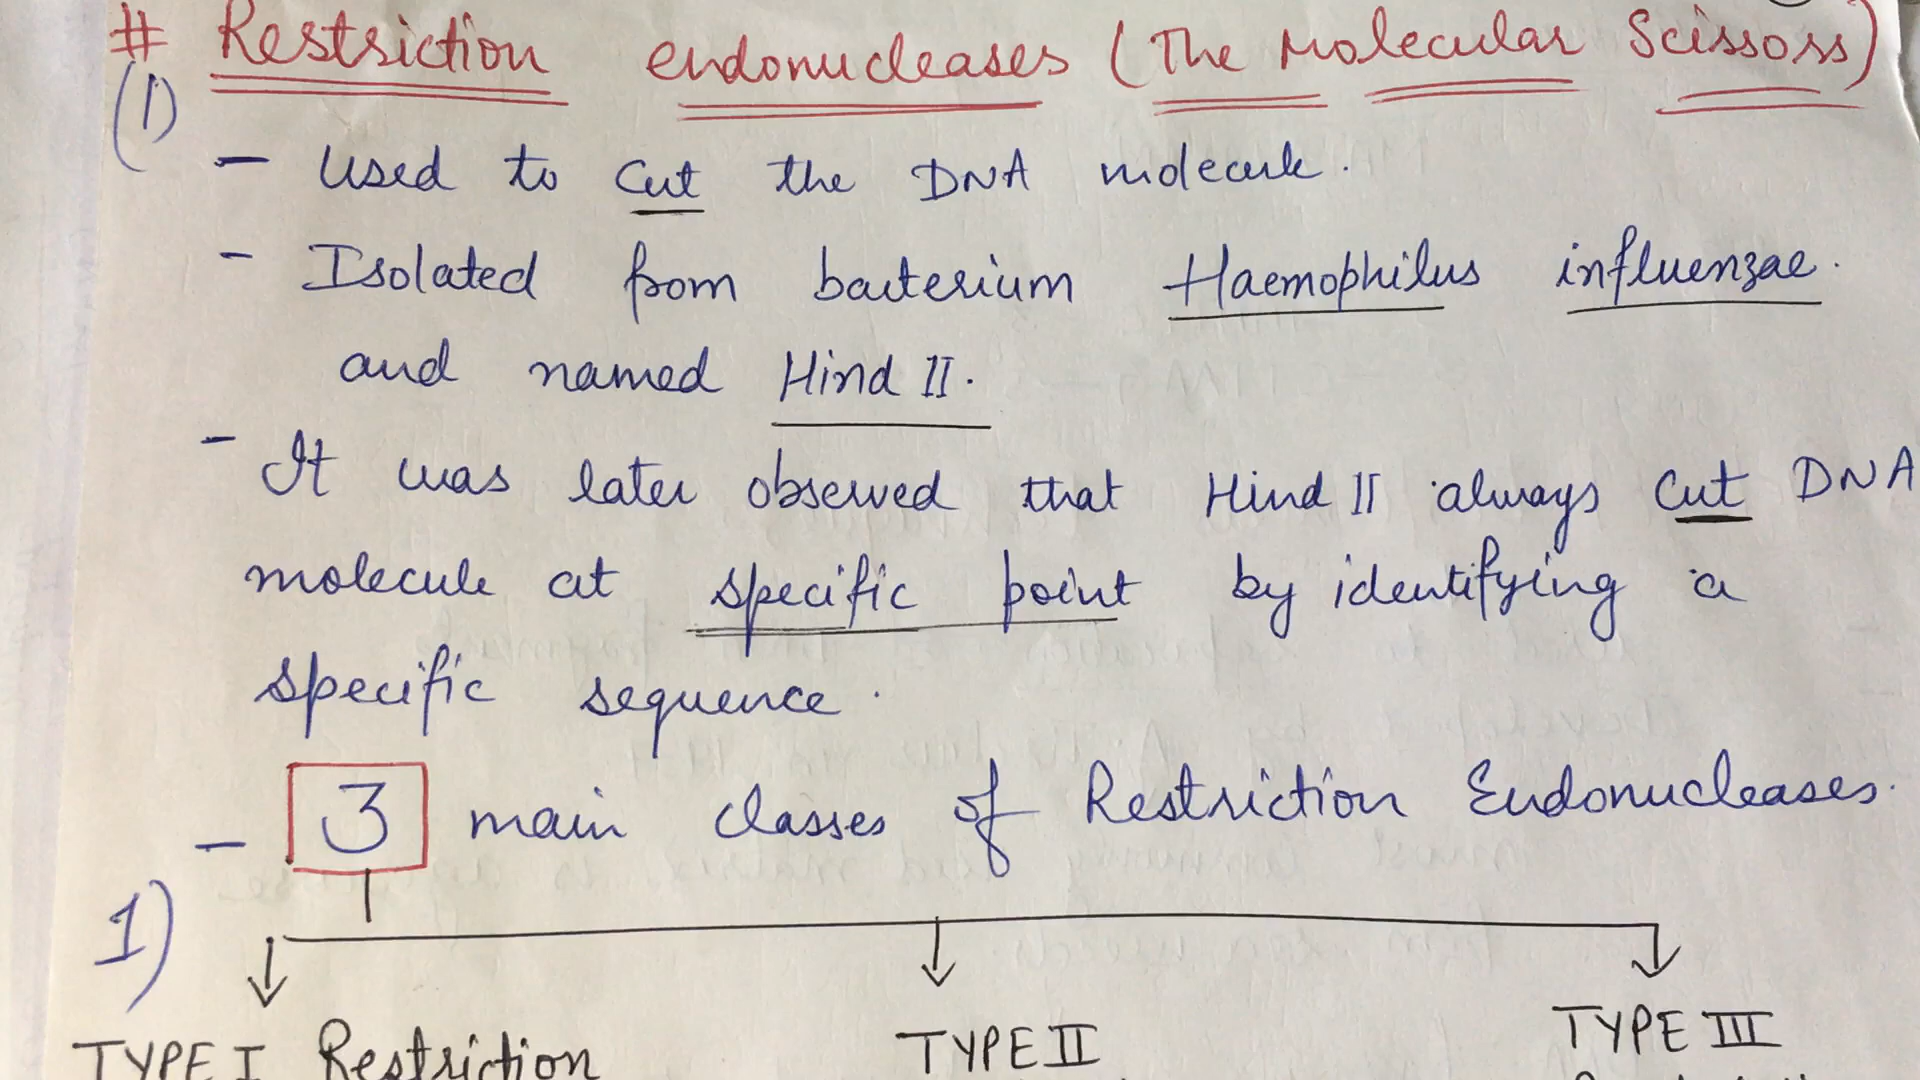 # Restriction endonucleases (The Molecular Scissors)
(1)
- Used to cut the DNA molecule.
- Isolated from bacterium Haemophilus influenzae.
and named Hind II.
- It was later observed that Hind II always cut DNA
molecule at specific point by identifying a
specific sequence.
- 3 main classes of Restriction Endonucleases.
1)
TYPE I Restriction TYPE II TYPE III